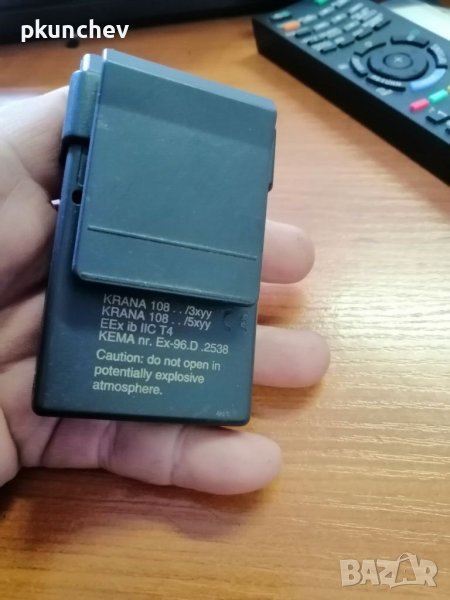 pkunchev
KRANA 108 . . /3xyy
KRANA 108 . . /5xyy
EEx ib IIC T4
KEMA nr. Ex-96.D .2538
Caution: do not open in
potentially explosive
atmosphere.
BAZAR